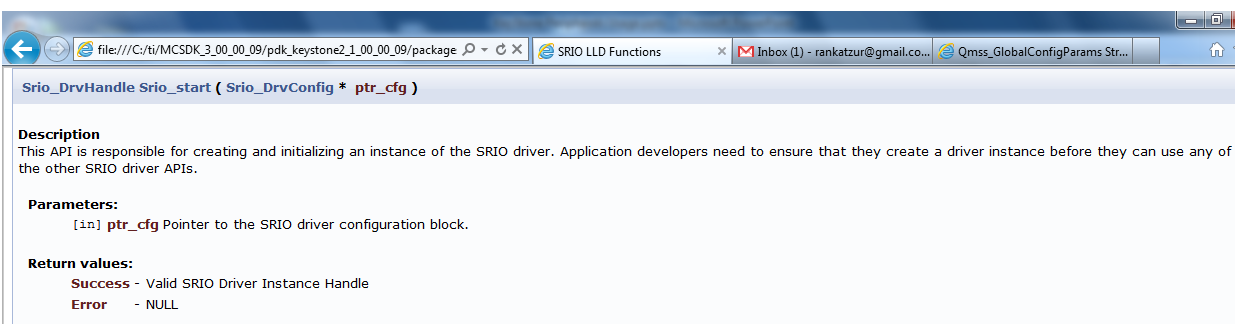 file:///C:/ti/MCSDK_3_00_00_09/pdk_keystone2_1_00_00_09/package
SRIO LLD Functions
Inbox (1) - rankatzur@gmail.co...
Qmss_GlobalConfigParams Str...
Srio_DrvHandle Srio_start ( Srio_DrvConfig * ptr_cfg )
Description
This API is responsible for creating and initializing an instance of the SRIO driver. Application developers need to ensure that they create a driver instance before they can use any of
the other SRIO driver APIs.
Parameters:
[in] ptr_cfg Pointer to the SRIO driver configuration block.
Return values:
Success - Valid SRIO Driver Instance Handle
Error - NULL